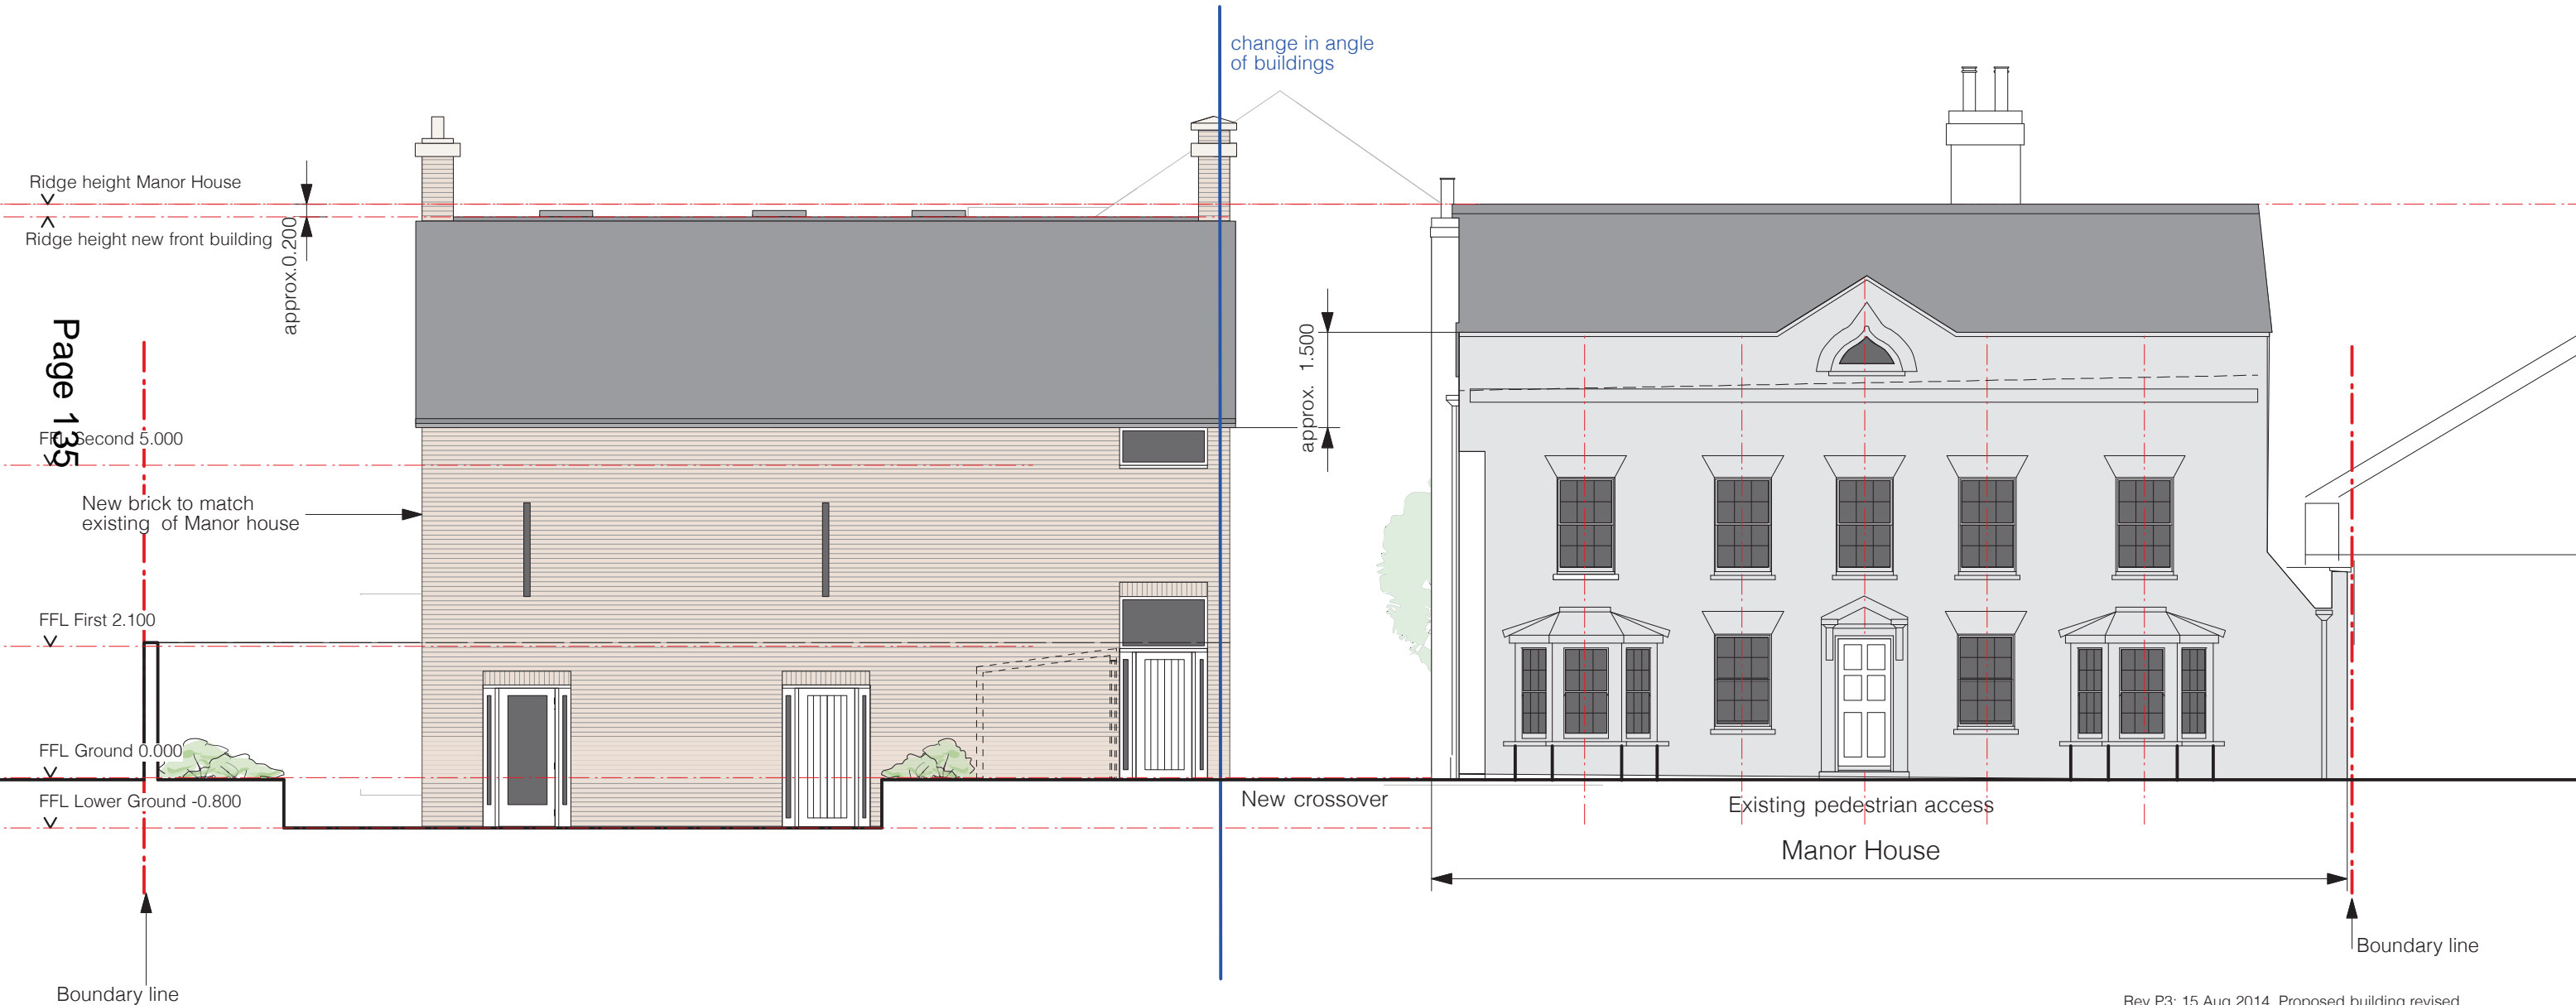 change in angle
of buildings
Ridge height Manor House
Ridge height new front building
approx.0.200
Page 135
approx. 1.500
FFL Second 5.000
New brick to match
existing of Manor house
FFL First 2.100
FFL Ground 0.000
FFL Lower Ground -0.800
New crossover
Existing pedestrian access
Manor House
Boundary line
Boundary line
Rev P3: 15 Aug 2014 Proposed building revised